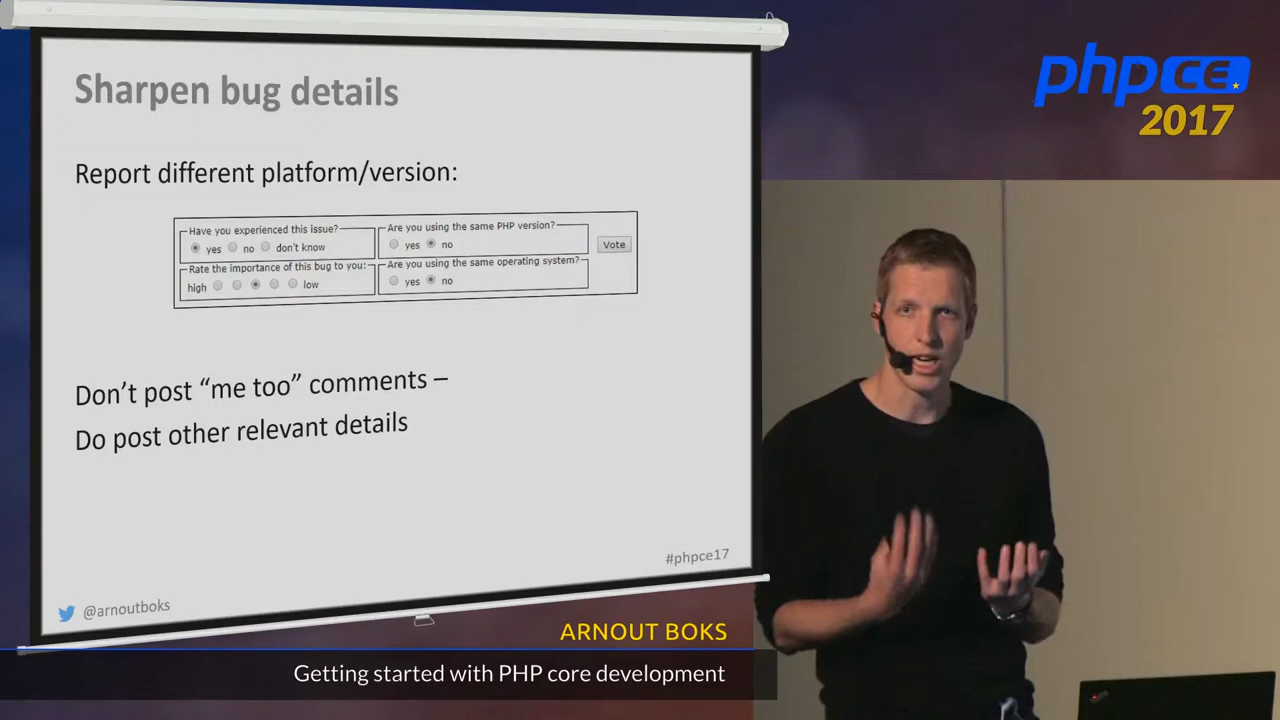 Sharpen bug details
Report different platform/version:
Have you experienced this issue?
yes no don't know
Rate the importance of this bug to you:
high low
Are you using the same PHP version?
yes no
Are you using the same operating system?
yes no
Vote
Don't post “me too” comments –
Do post other relevant details
#phpce17
@arnoutboks
phpCE
2017
ARNOUT BOKS
Getting started with PHP core development